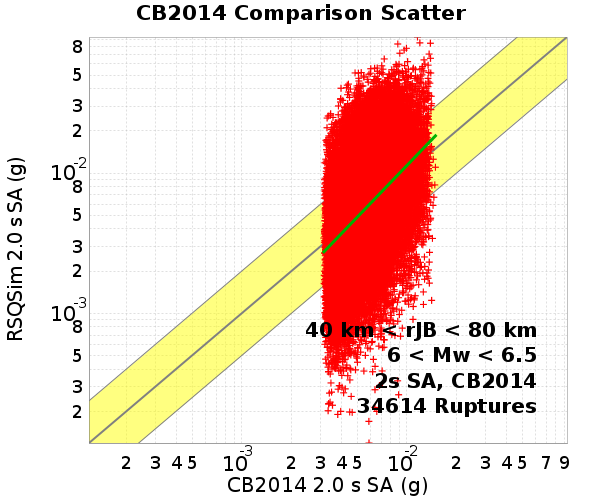 CB2014 Comparison Scatter
8
5
3
2
10-2
8
5
3
2
10-3
8
5
3
2
RSQSim 2.0 s SA (g)
40 km < rJB < 80 km
6 < Mw < 6.5
2s SA, CB2014
34614 Ruptures
2 3 4 5 10-3 2 3 4 5 10-2 2 3 4 5 7 9
CB2014 2.0 s SA (g)